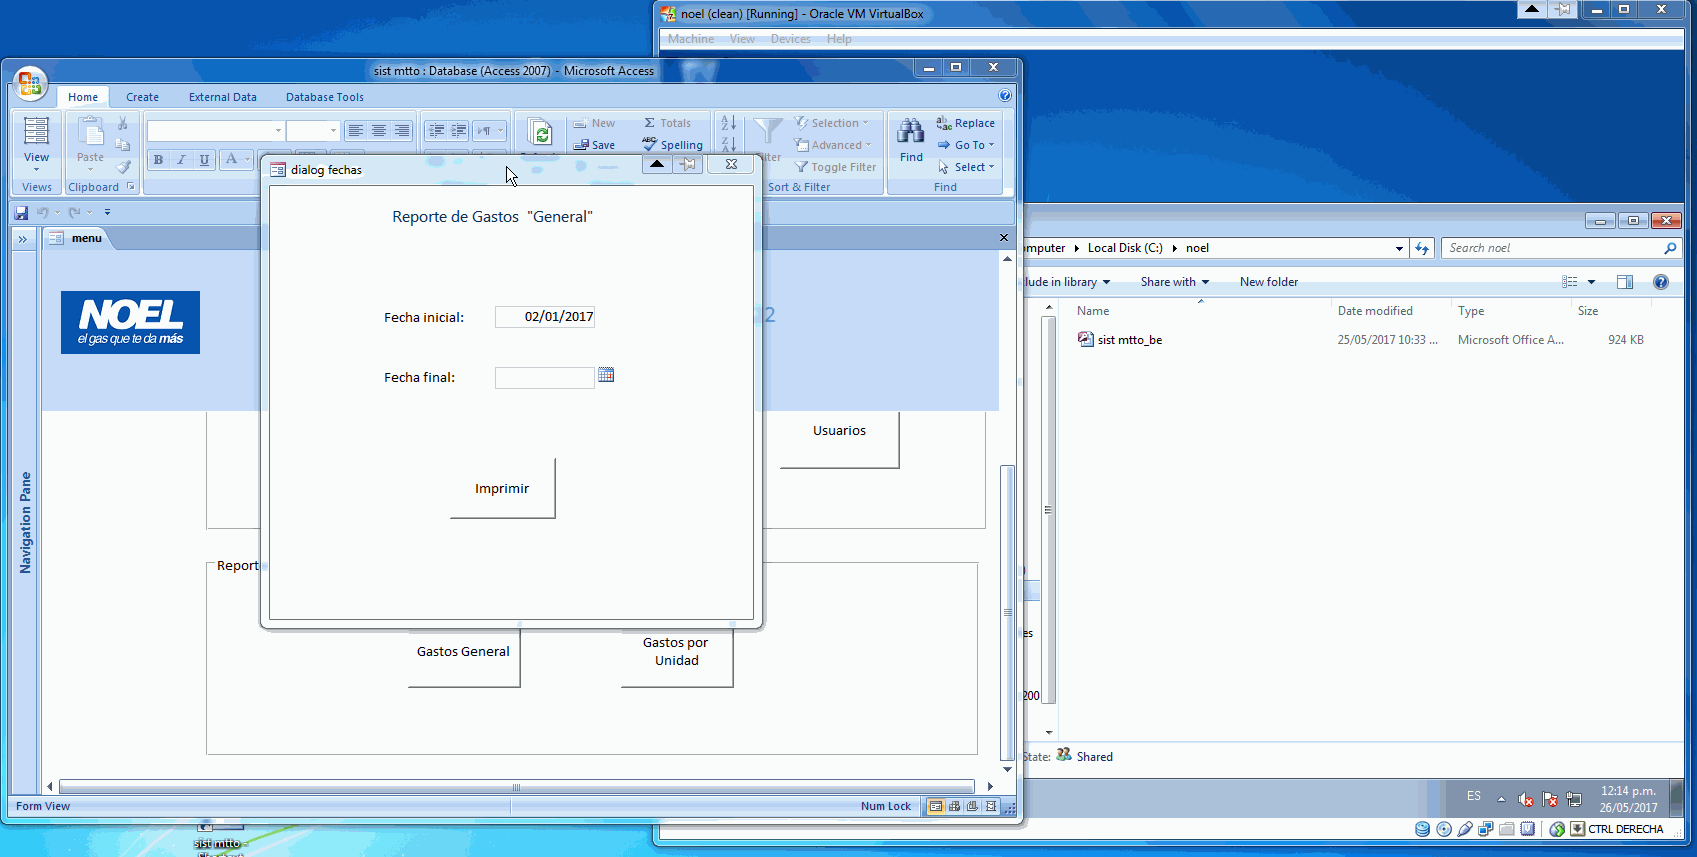 noel (clean) [Running] - Oracle VM VirtualBox
Machine View Devices Help
sist mtto : Database (Access 2007) - Microsoft Access
Home Create External Data Database Tools
New Σ Totals Selection Replace
Save Spelling Advanced Go To
View Paste B I U A Find Toggle Filter Select
Views Clipboard Sort & Filter Find
dialog fechas
menu
Reporte de Gastos "General"
NOEL
el gas que te da más
2
Fecha inicial: 02/01/2017
Fecha final:
Imprimir
Usuarios
Report
Gastos General
Gastos por
Unidad
Navigation Pane
Form View Num Lock
sist mtto -
omputer Local Disk (C:) noel Search noel
lude in library Share with New folder
Name Date modified Type Size
sist mtto_be 25/05/2017 10:33 ... Microsoft Office A... 924 KB
es
200
State: Shared
ES
12:14 p.m.
26/05/2017
CTRL DERECHA